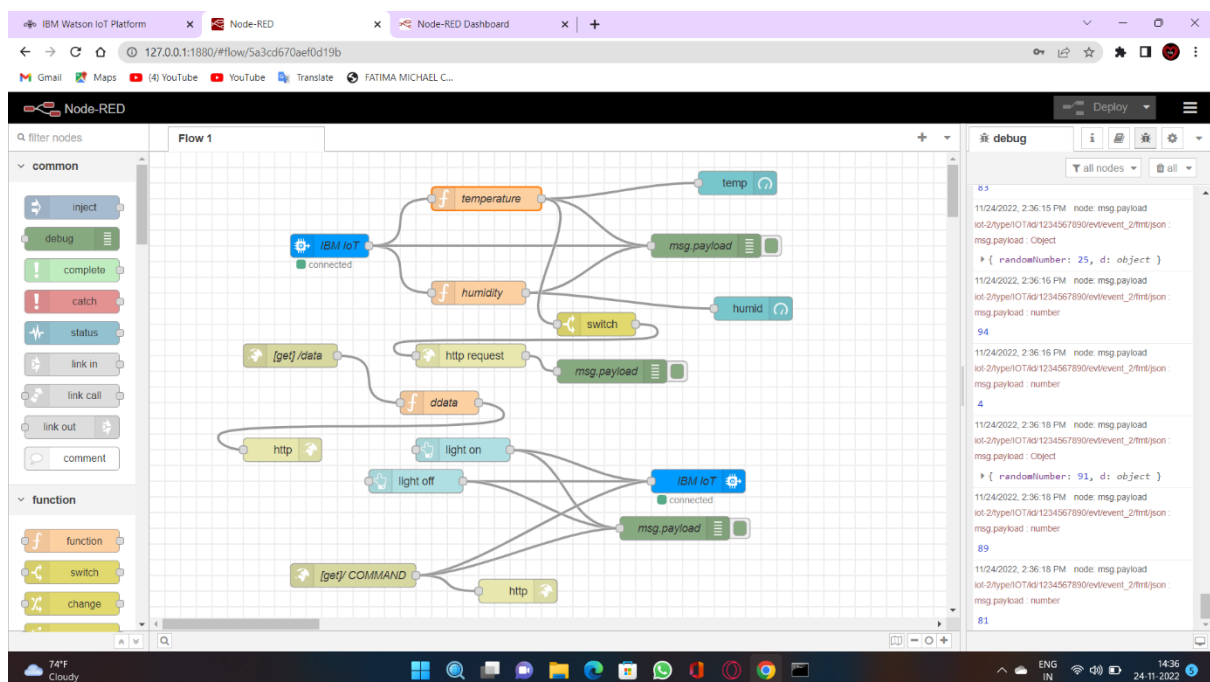 IBM Watson IoT Platform
Node-RED
Node-RED Dashboard
127.0.0.1:1880/#flow/5a3cd670aef0d19b
Gmail
Maps
(4) YouTube
YouTube
Translate
FATIMA MICHAEL C...
Node-RED
Deploy
filter nodes
Flow 1
debug
all nodes
all
common
inject
debug
complete
catch
status
link in
link call
link out
comment
function
function
switch
change
temperature
temp
IBM IoT
connected
msg.payload
humidity
humid
switch
[get] /data
http request
msg.payload
ddata
http
light on
light off
IBM IoT
connected
msg.payload
[get]/ COMMAND
http
83
11/24/2022, 2:36:15 PM node: msg.payload
iot-2/type/IOT/id/1234567890/evt/event_2/fmt/json :
msg.payload : Object
{ randomNumber: 25, d: object }
11/24/2022, 2:36:16 PM node: msg.payload
iot-2/type/IOT/id/1234567890/evt/event_2/fmt/json :
msg.payload : number
94
11/24/2022, 2:36:16 PM node: msg.payload
iot-2/type/IOT/id/1234567890/evt/event_2/fmt/json :
msg.payload : number
4
11/24/2022, 2:36:18 PM node: msg.payload
iot-2/type/IOT/id/1234567890/evt/event_2/fmt/json :
msg.payload : Object
{ randomNumber: 91, d: object }
11/24/2022, 2:36:18 PM node: msg.payload
iot-2/type/IOT/id/1234567890/evt/event_2/fmt/json :
msg.payload : number
89
11/24/2022, 2:36:18 PM node: msg.payload
iot-2/type/IOT/id/1234567890/evt/event_2/fmt/json :
msg.payload : number
81
74°F
Cloudy
ENG
IN
14:36
24-11-2022
5